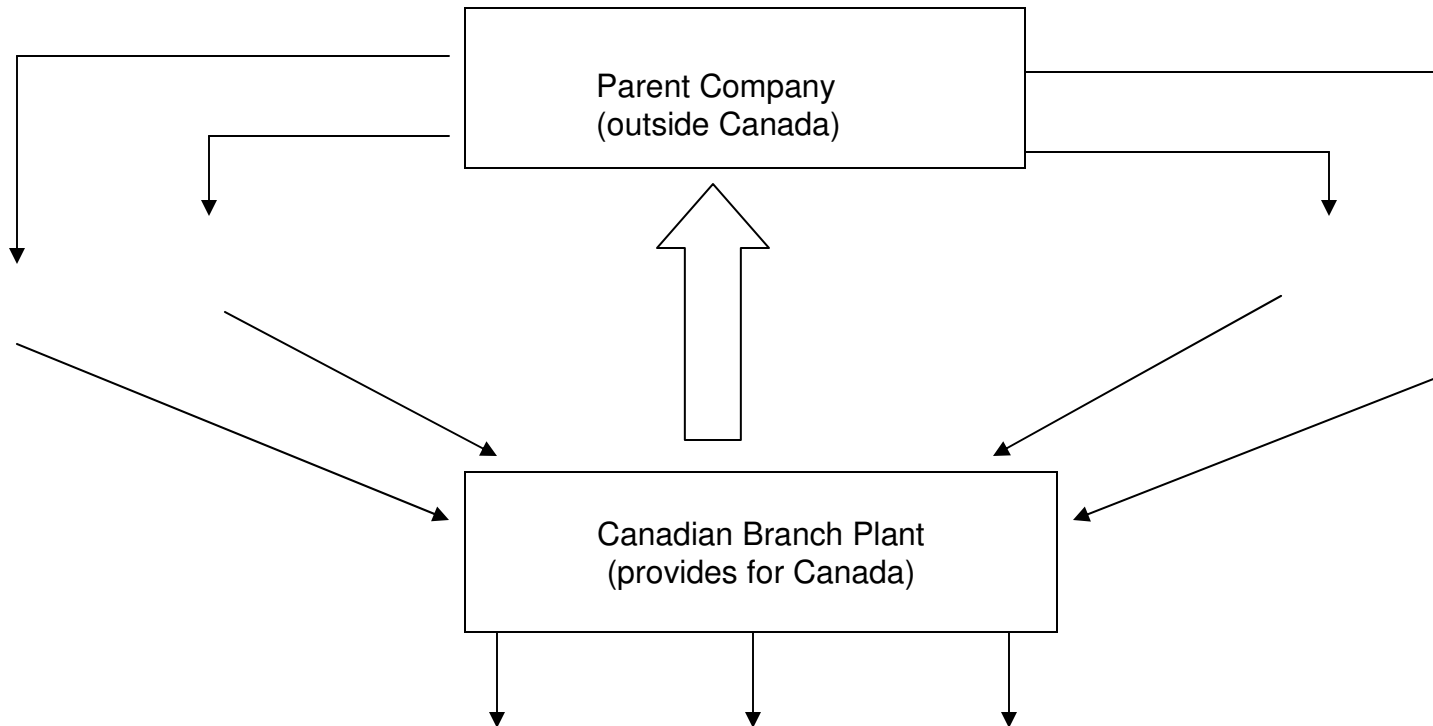 Parent Company
(outside Canada)
Canadian Branch Plant
(provides for Canada)